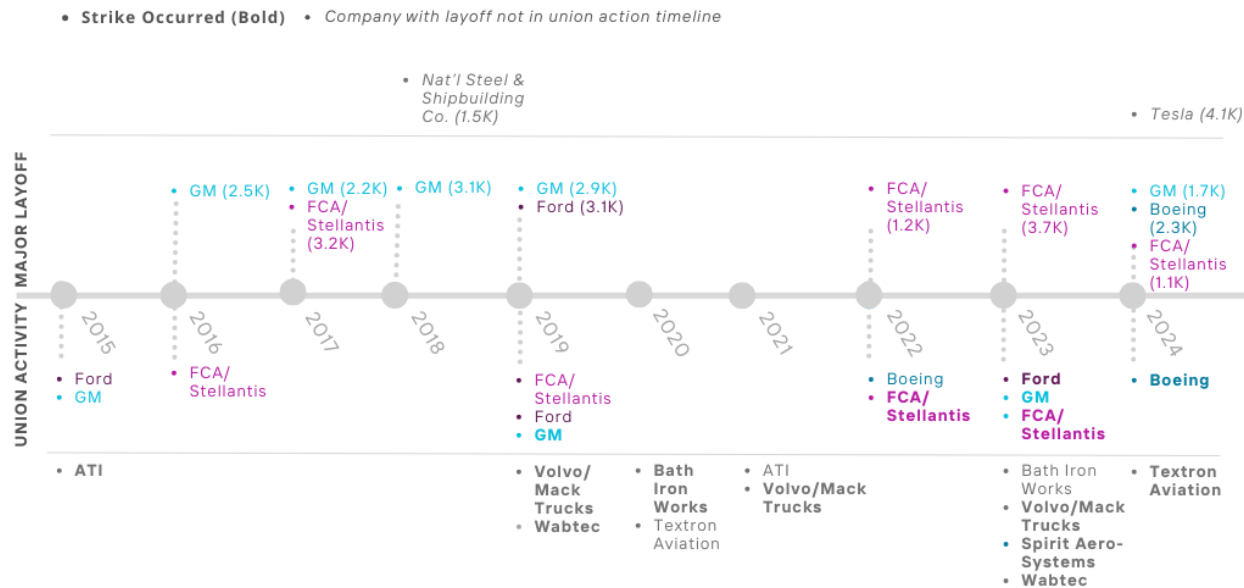 • Strike Occurred (Bold) • Company with layoff not in union action timeline
• Nat'l Steel &
Shipbuilding
Co. (1.5K)
• Tesla (4.1K)
MAJOR LAYOFF
• GM (2.5K)
• GM (2.2K)
• FCA/
Stellantis
(3.2K)
• GM (3.1K)
• GM (2.9K)
• Ford (3.1K)
• FCA/
Stellantis
(1.2K)
• FCA/
Stellantis
(3.7K)
• GM (1.7K)
• Boeing
(2.3K)
• FCA/
Stellantis
(1.1K)
2015
2016
2017
2018
2019
2020
2021
2022
2023
2024
UNION ACTIVITY
• Ford
• GM
• FCA/
Stellantis
• FCA/
Stellantis
• Ford
• GM
• Boeing
• FCA/
Stellantis
• Ford
• GM
• FCA/
Stellantis
• Boeing
• ATI
• Volvo/
Mack
Trucks
• Wabtec
• Bath
Iron
Works
• Textron
Aviation
• ATI
• Volvo/Mack
Trucks
• Bath Iron
Works
• Volvo/Mack
Trucks
• Spirit Aero-
Systems
• Wabtec
• Textron
Aviation